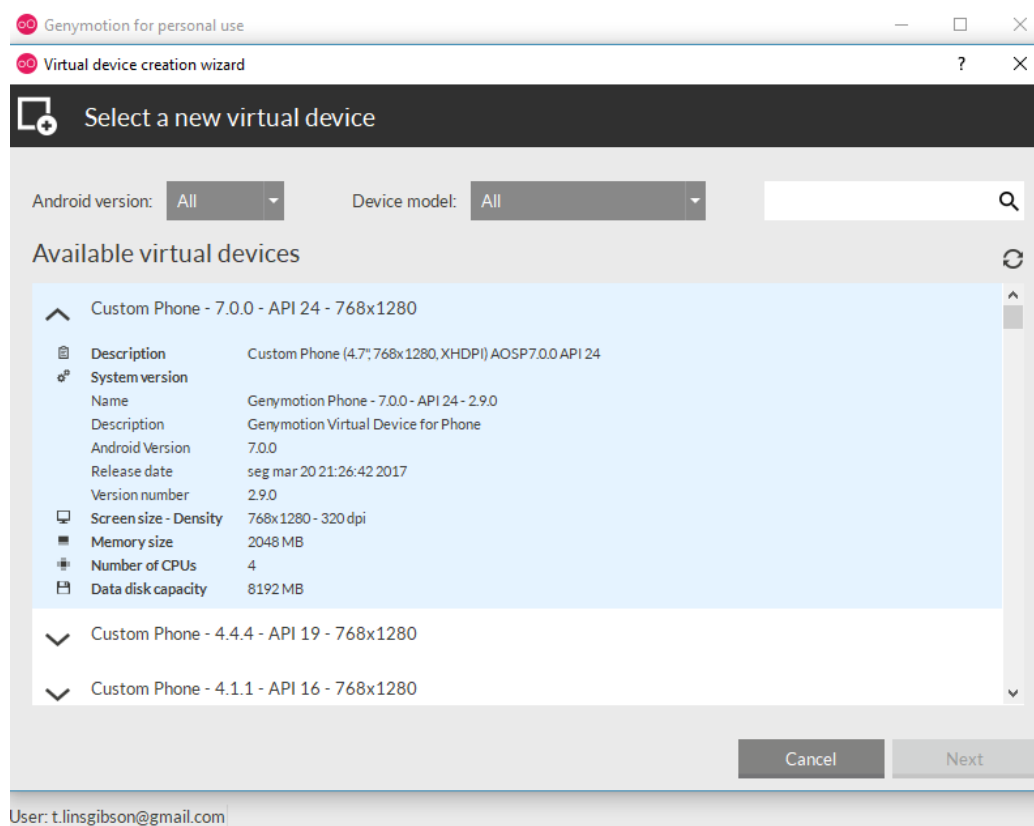 Genymotion for personal use
Virtual device creation wizard
Select a new virtual device
Android version: All Device model: All
Available virtual devices
Custom Phone - 7.0.0 - API 24 - 768x1280
Description Custom Phone (4.7", 768x1280, XHDPI) AOSP7.0.0 API 24
System version
Name Genymotion Phone - 7.0.0 - API 24 - 2.9.0
Description Genymotion Virtual Device for Phone
Android Version 7.0.0
Release date seg mar 20 21:26:42 2017
Version number 2.9.0
Screen size - Density 768x1280 - 320 dpi
Memory size 2048 MB
Number of CPUs 4
Data disk capacity 8192 MB
Custom Phone - 4.4.4 - API 19 - 768x1280
Custom Phone - 4.1.1 - API 16 - 768x1280
Cancel Next
User: t.linsgibson@gmail.com